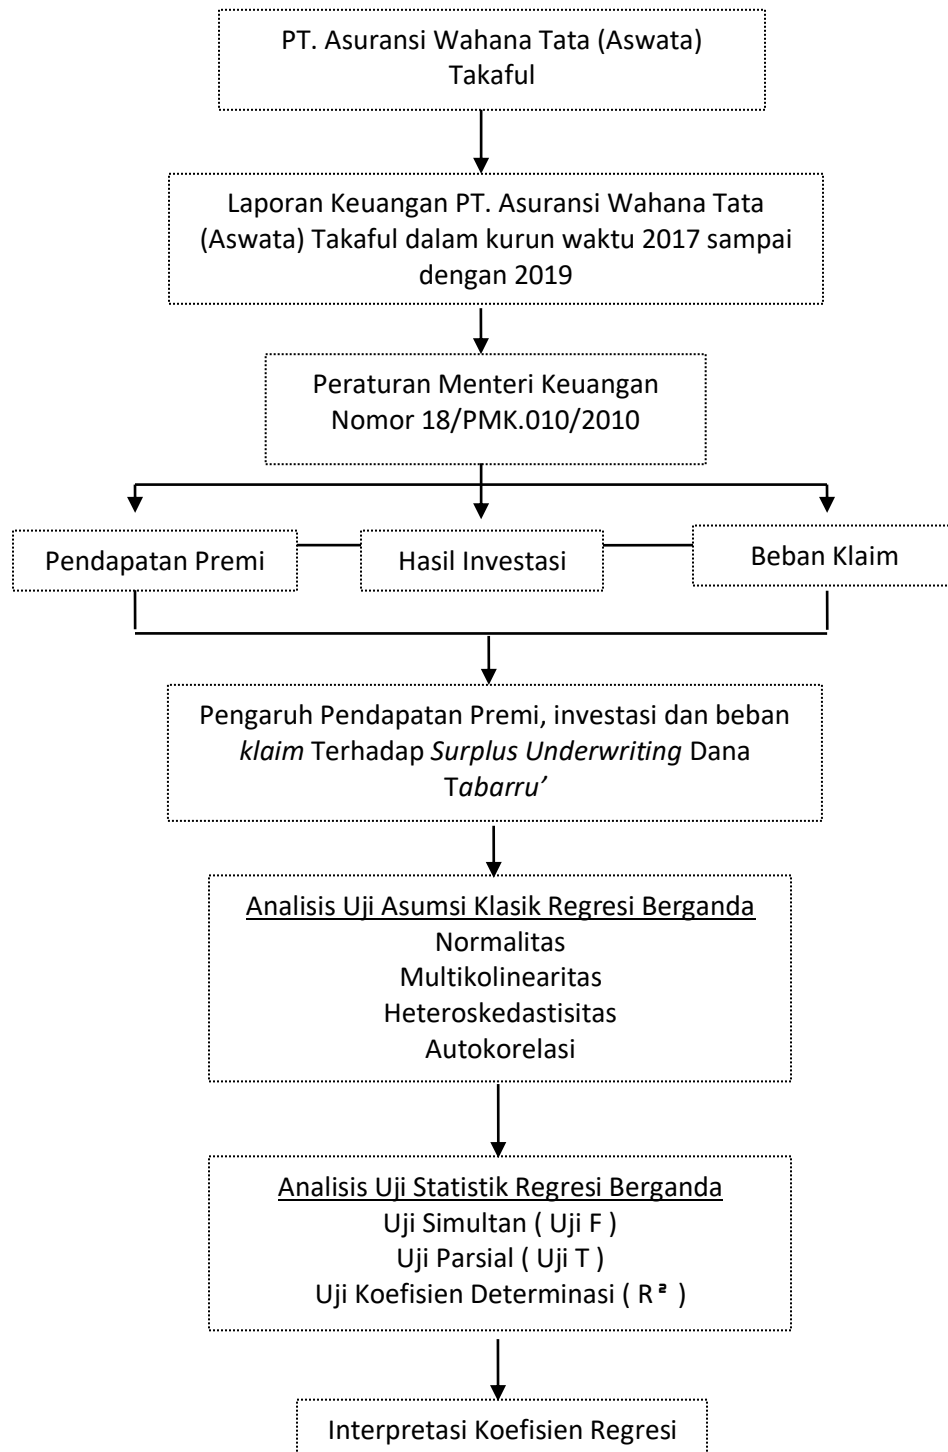 PT. Asuransi Wahana Tata (Aswata)
Takaful
Laporan Keuangan PT. Asuransi Wahana Tata
(Aswata) Takaful dalam kurun waktu 2017 sampai
dengan 2019
Peraturan Menteri Keuangan
Nomor 18/PMK.010/2010
Pendapatan Premi
Hasil Investasi
Beban Klaim
Pengaruh Pendapatan Premi, investasi dan beban
klaim Terhadap Surplus Underwriting Dana
Tabarru’
Analisis Uji Asumsi Klasik Regresi Berganda
Normalitas
Multikolinearitas
Heteroskedastisitas
Autokorelasi
Analisis Uji Statistik Regresi Berganda
Uji Simultan ( Uji F )
Uji Parsial ( Uji T )
Uji Koefisien Determinasi ( R² )
Interpretasi Koefisien Regresi